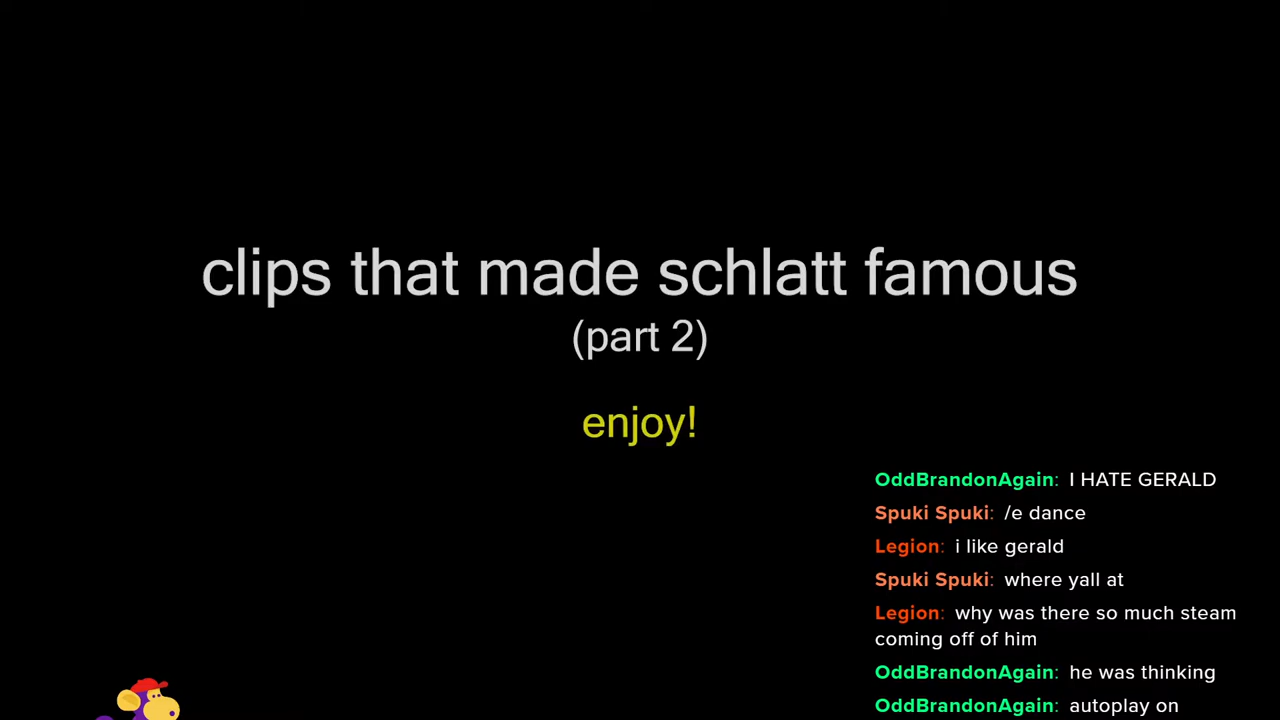 clips that made schlatt famous
(part 2)
enjoy!
OddBrandonAgain: I HATE GERALD
Spuki Spuki: /e dance
Legion: i like gerald
Spuki Spuki: where yall at
Legion: why was there so much steam
coming off of him
OddBrandonAgain: he was thinking
OddBrandonAgain: autoplay on